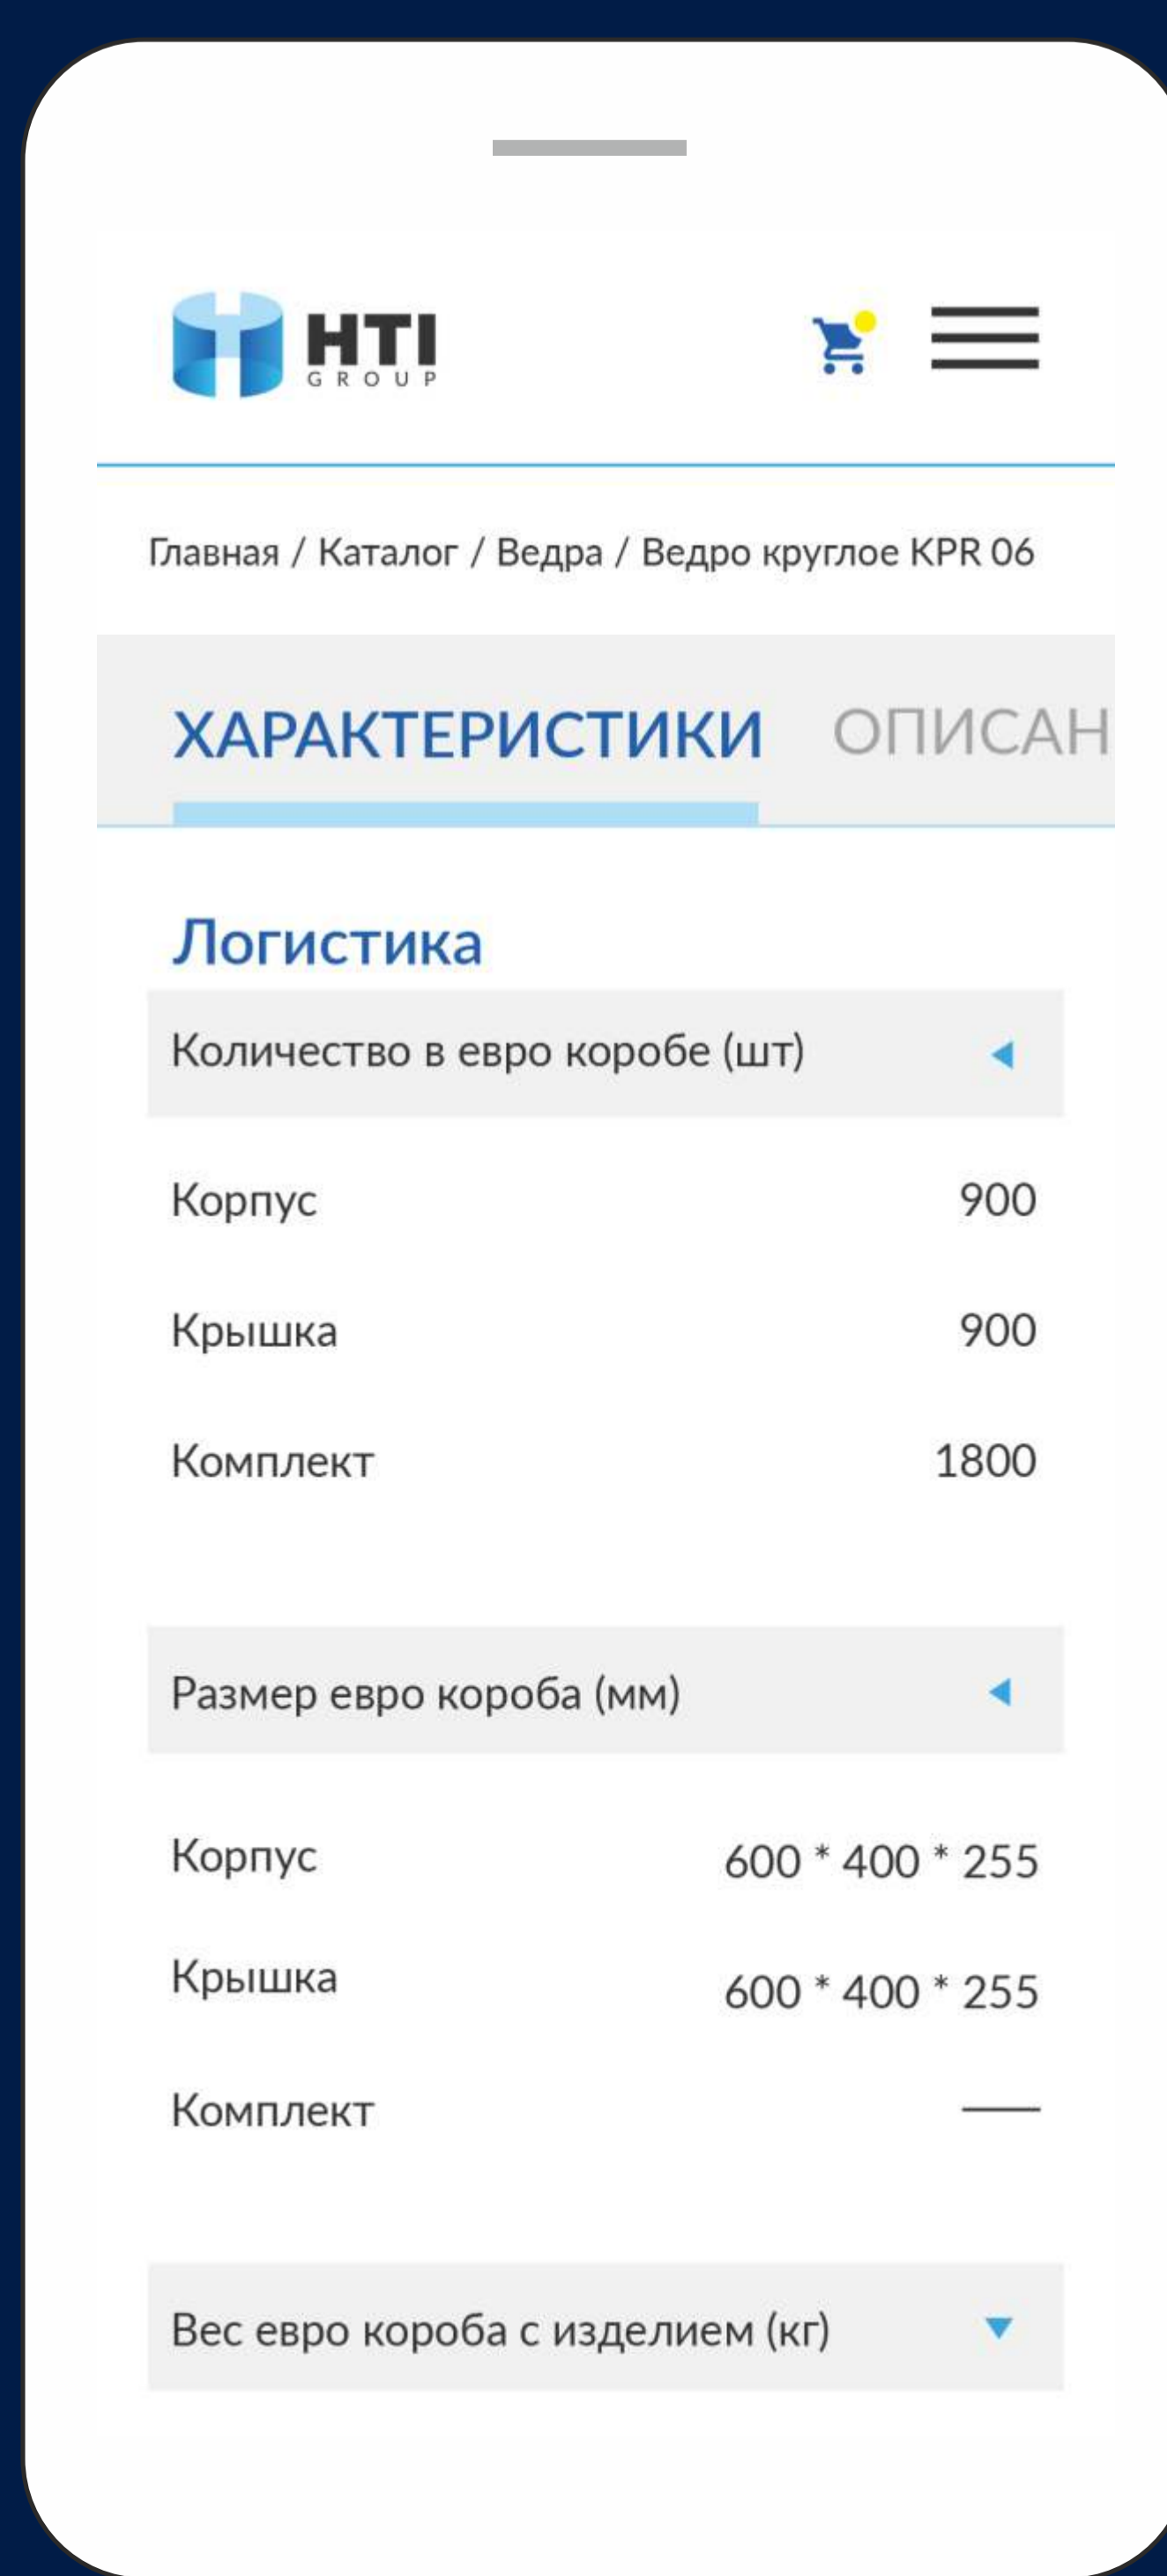 HTI
GROUP
Главная / Каталог / Ведра / Ведро круглое KPR 06
ХАРАКТЕРИСТИКИ ОПИСАН
Логистика
Количество в евро коробе (шт)
Корпус 900
Крышка 900
Комплект 1800
Размер евро короба (мм)
Корпус 600 * 400 * 255
Крышка 600 * 400 * 255
Комплект —
Вес евро короба с изделием (кг)